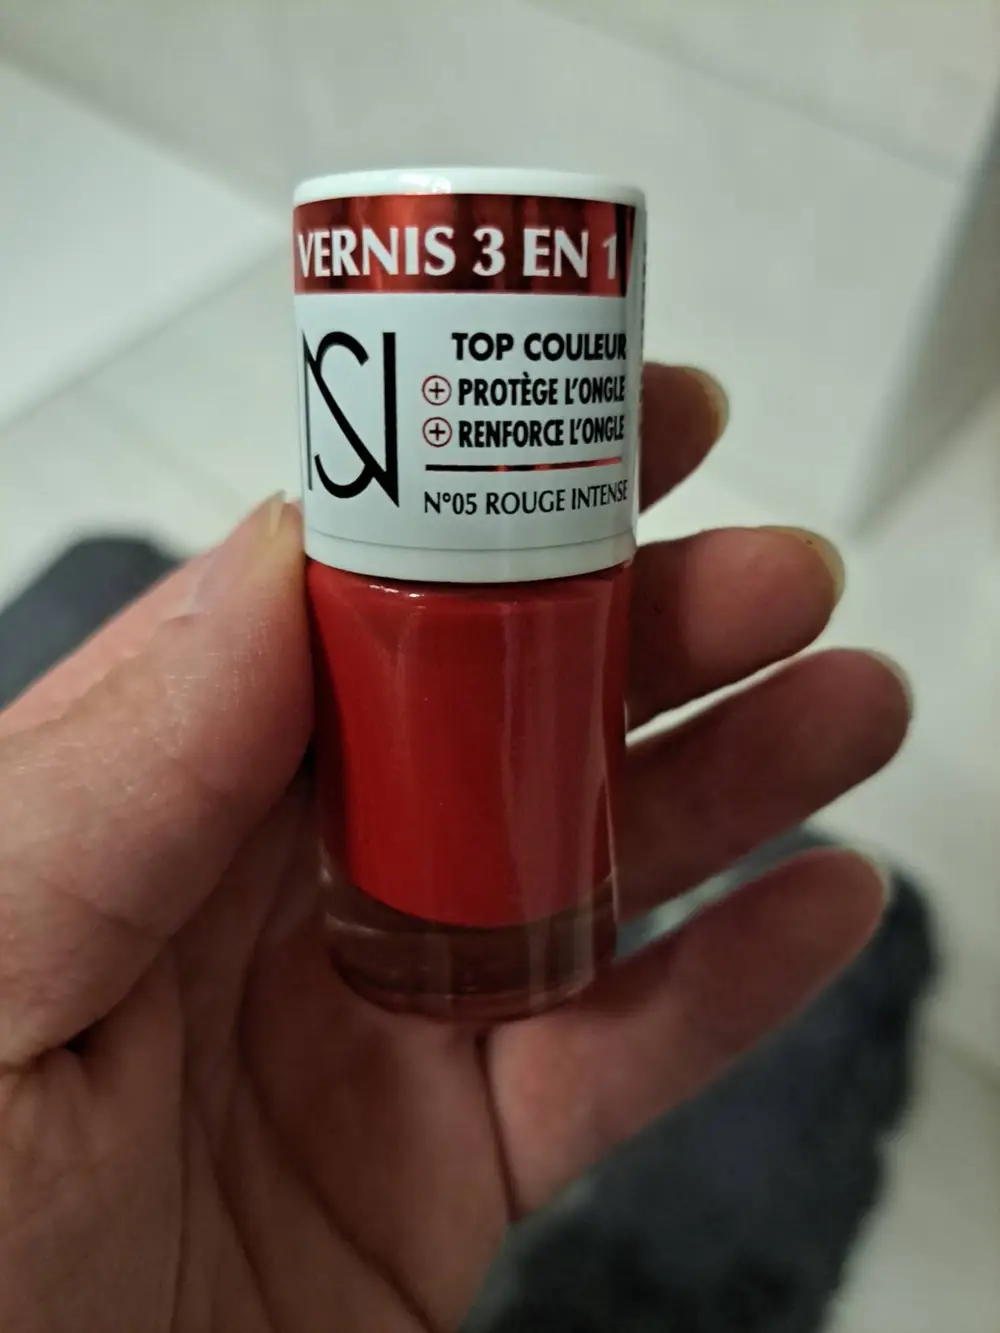 VERNIS 3 EN 1
TOP COULEUR
+ PROTÈGE L'ONGLE
+ RENFORCE L'ONGLE
N°05 ROUGE INTENSE